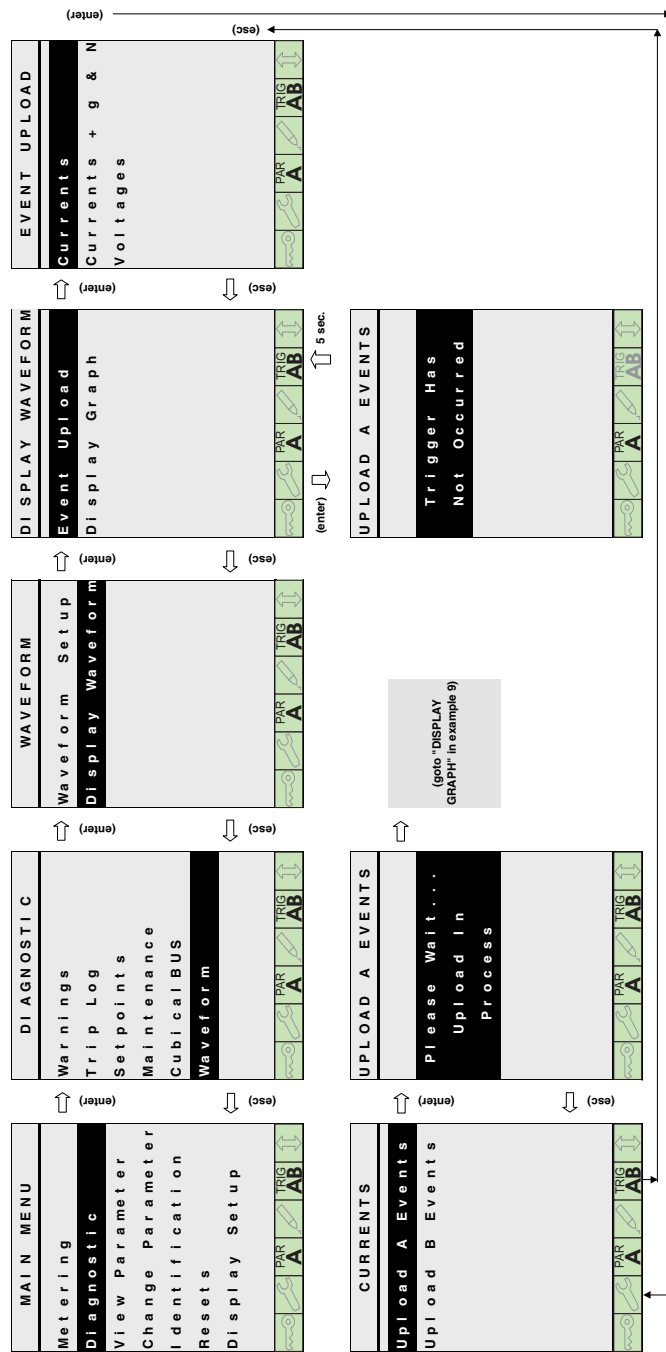 MAIN MENU
Metering
Diagnostic
View Parameter
Change Parameter
Identification
Resets
Display Setup
PAR
A
TRIG
AB
(enter)
(esc)
DIAGNOSTIC
Warnings
Trip Log
Setpoints
Maintenance
CubicalBUS
Waveform
PAR
A
TRIG
AB
(enter)
(esc)
WAVEFORM
Waveform Setup
Display Waveform
PAR
A
TRIG
AB
(enter)
(esc)
DISPLAY WAVEFORM
Event Upload
Display Graph
PAR
A
TRIG
AB
(enter)
(esc)
EVENT UPLOAD
Currents
Currents + g & N
Voltages
PAR
A
TRIG
AB
(enter)
(esc)
(enter)
5 sec.
CURRENTS
Upload A Events
Upload B Events
PAR
A
TRIG
AB
(enter)
(esc)
UPLOAD A EVENTS
Please Wait...
Upload In
Process
PAR
A
TRIG
AB
(goto "DISPLAY
GRAPH" in example 9)
UPLOAD A EVENTS
Trigger Has
Not Occurred
PAR
A
TRIG
AB